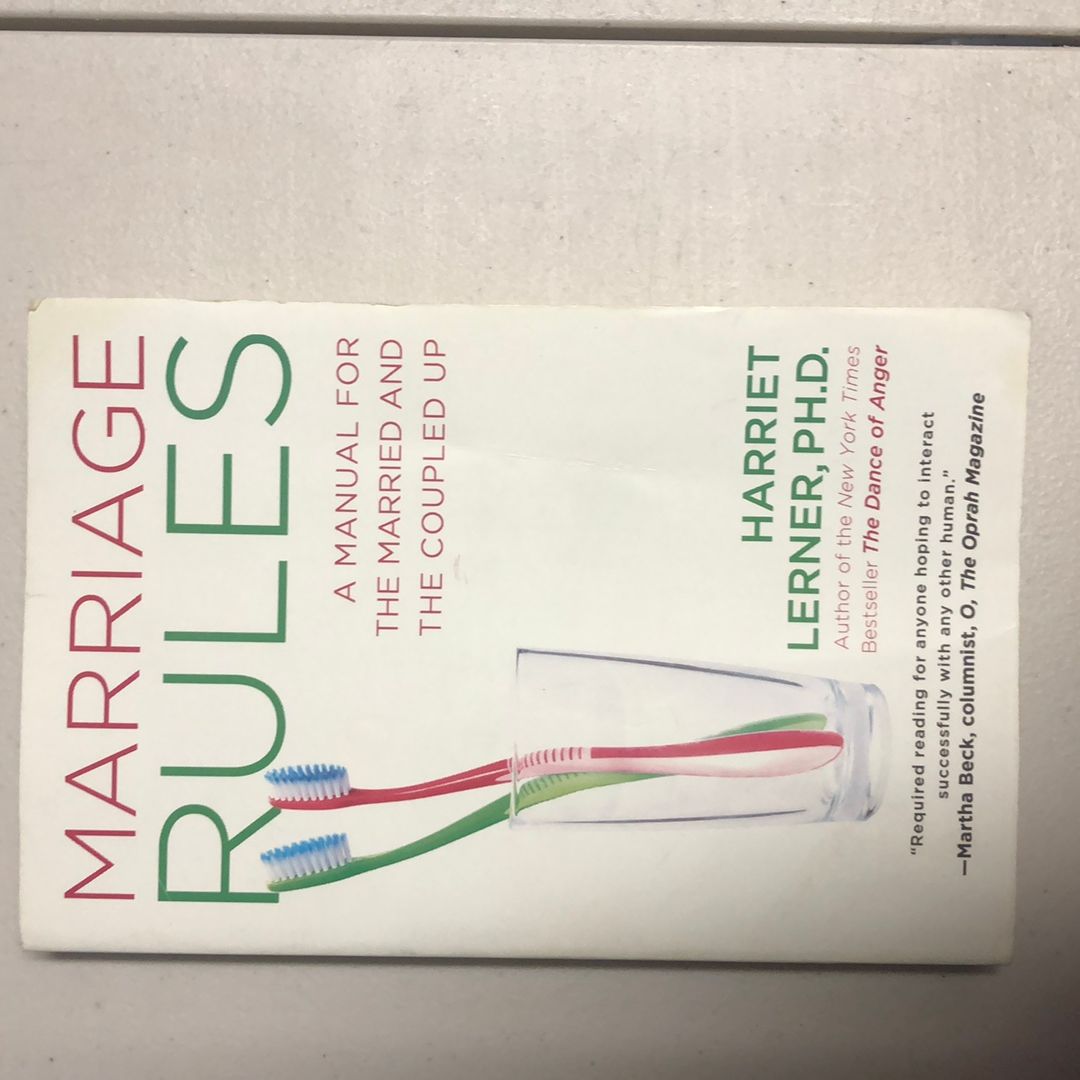 MARRIAGE
RULES
A MANUAL FOR
THE MARRIED AND
THE COUPLED UP
HARRIET
LERNER, PH.D.
Author of the New York Times
Bestseller The Dance of Anger
“Required reading for anyone hoping to interact
successfully with any other human.”
—Martha Beck, columnist, O, The Oprah Magazine